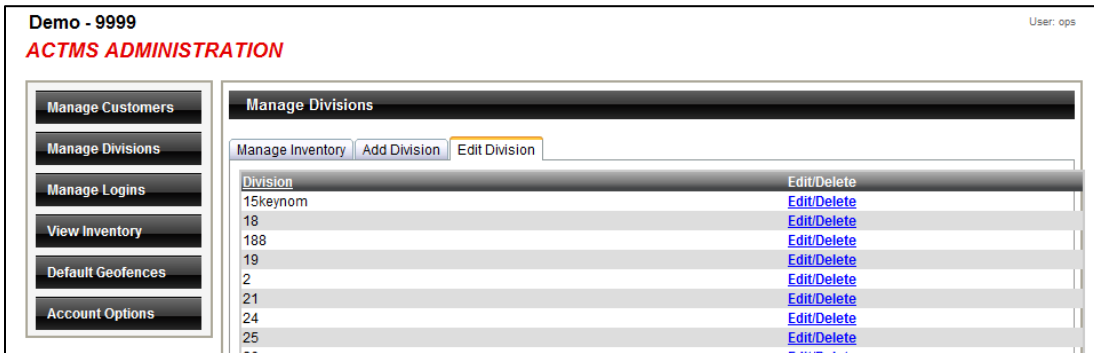 Demo - 9999
User: ops
ACTMS ADMINISTRATION
Manage Customers
Manage Divisions
Manage Logins
View Inventory
Default Geofences
Account Options
Manage Divisions
Manage Inventory Add Division Edit Division
Division Edit/Delete
15keynom Edit/Delete
18 Edit/Delete
188 Edit/Delete
19 Edit/Delete
2 Edit/Delete
21 Edit/Delete
24 Edit/Delete
25 Edit/Delete